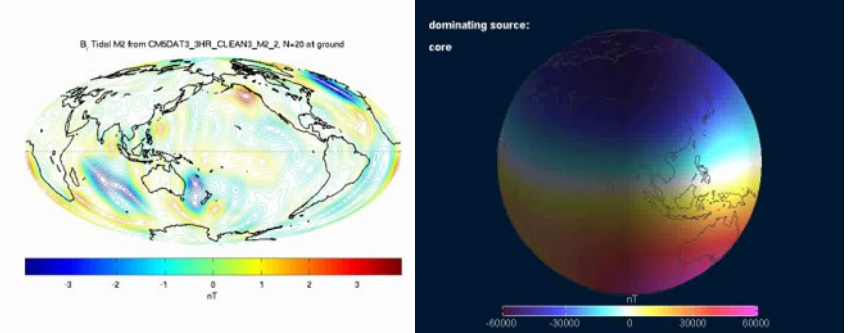 B_r Tidal M2 from CM5DAT3_3HR_CLEAN3_M2_2, N=20 at ground
-3 -2 -1 0 1 2 3
nT
dominating source:
core
nT
-60000 -30000 0 30000 60000